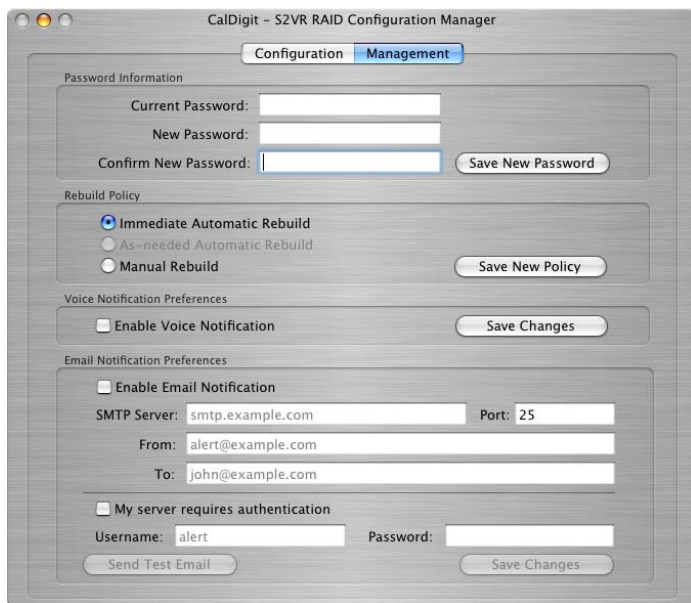 CalDigit – S2VR RAID Configuration Manager
Configuration Management
Password Information
Current Password:
New Password:
Confirm New Password: Save New Password
Rebuild Policy
Immediate Automatic Rebuild
As-needed Automatic Rebuild
Manual Rebuild Save New Policy
Voice Notification Preferences
Enable Voice Notification Save Changes
Email Notification Preferences
Enable Email Notification
SMTP Server: smtp.example.com Port: 25
From: alert@example.com
To: john@example.com
My server requires authentication
Username: alert Password:
Send Test Email Save Changes